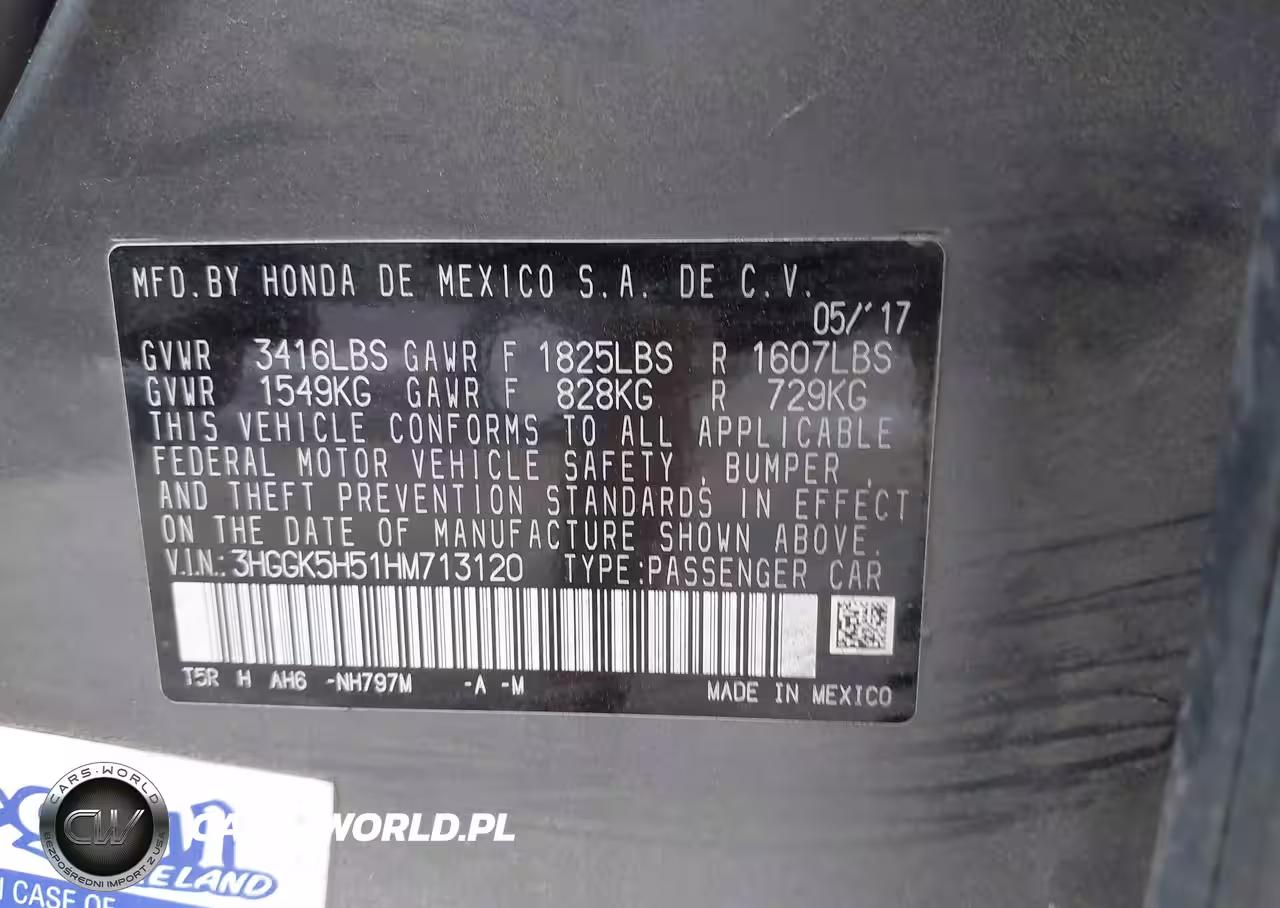 MFD. BY HONDA DE MEXICO S.A. DE C.V.
05/'17
GVWR 3416LBS GAWR F 1825LBS R 1607LBS
GVWR 1549KG GAWR F 828KG R 729KG
THIS VEHICLE CONFORMS TO ALL APPLICABLE
FEDERAL MOTOR VEHICLE SAFETY, BUMPER,
AND THEFT PREVENTION STANDARDS IN EFFECT
ON THE DATE OF MANUFACTURE SHOWN ABOVE.
V.I.N.: 3HGGK5H51HM713120 TYPE: PASSENGER CAR
T5R H AH6 -NH797M -A -M
MADE IN MEXICO
CARS-WORLD
CW
BEZPOŚREDNI IMPORT Z USA
WORLD.PL
ELAND
CASE OF